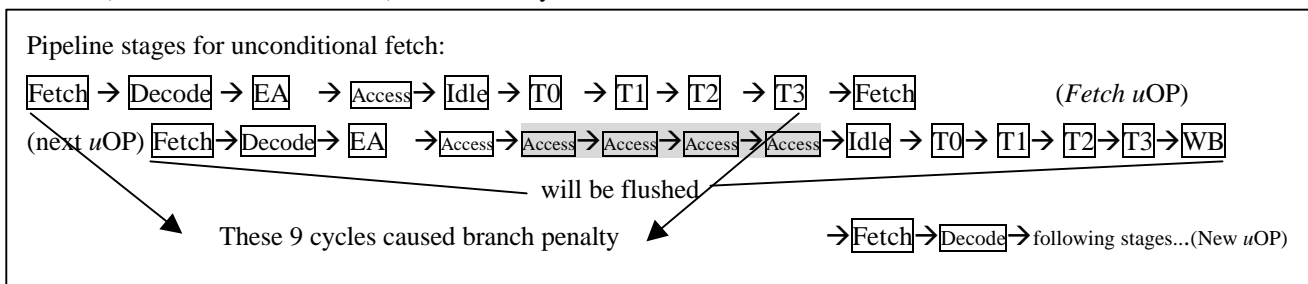 Pipeline stages for unconditional fetch:
Fetch → Decode → EA → Access → Idle → T0 → T1 → T2 → T3 → Fetch (Fetch uOP)
(next uOP) Fetch → Decode → EA → Access → Access → Access → Access → Access → Idle → T0 → T1 → T2 → T3 → WB
will be flushed
These 9 cycles caused branch penalty → Fetch → Decode → following stages...(New uOP)